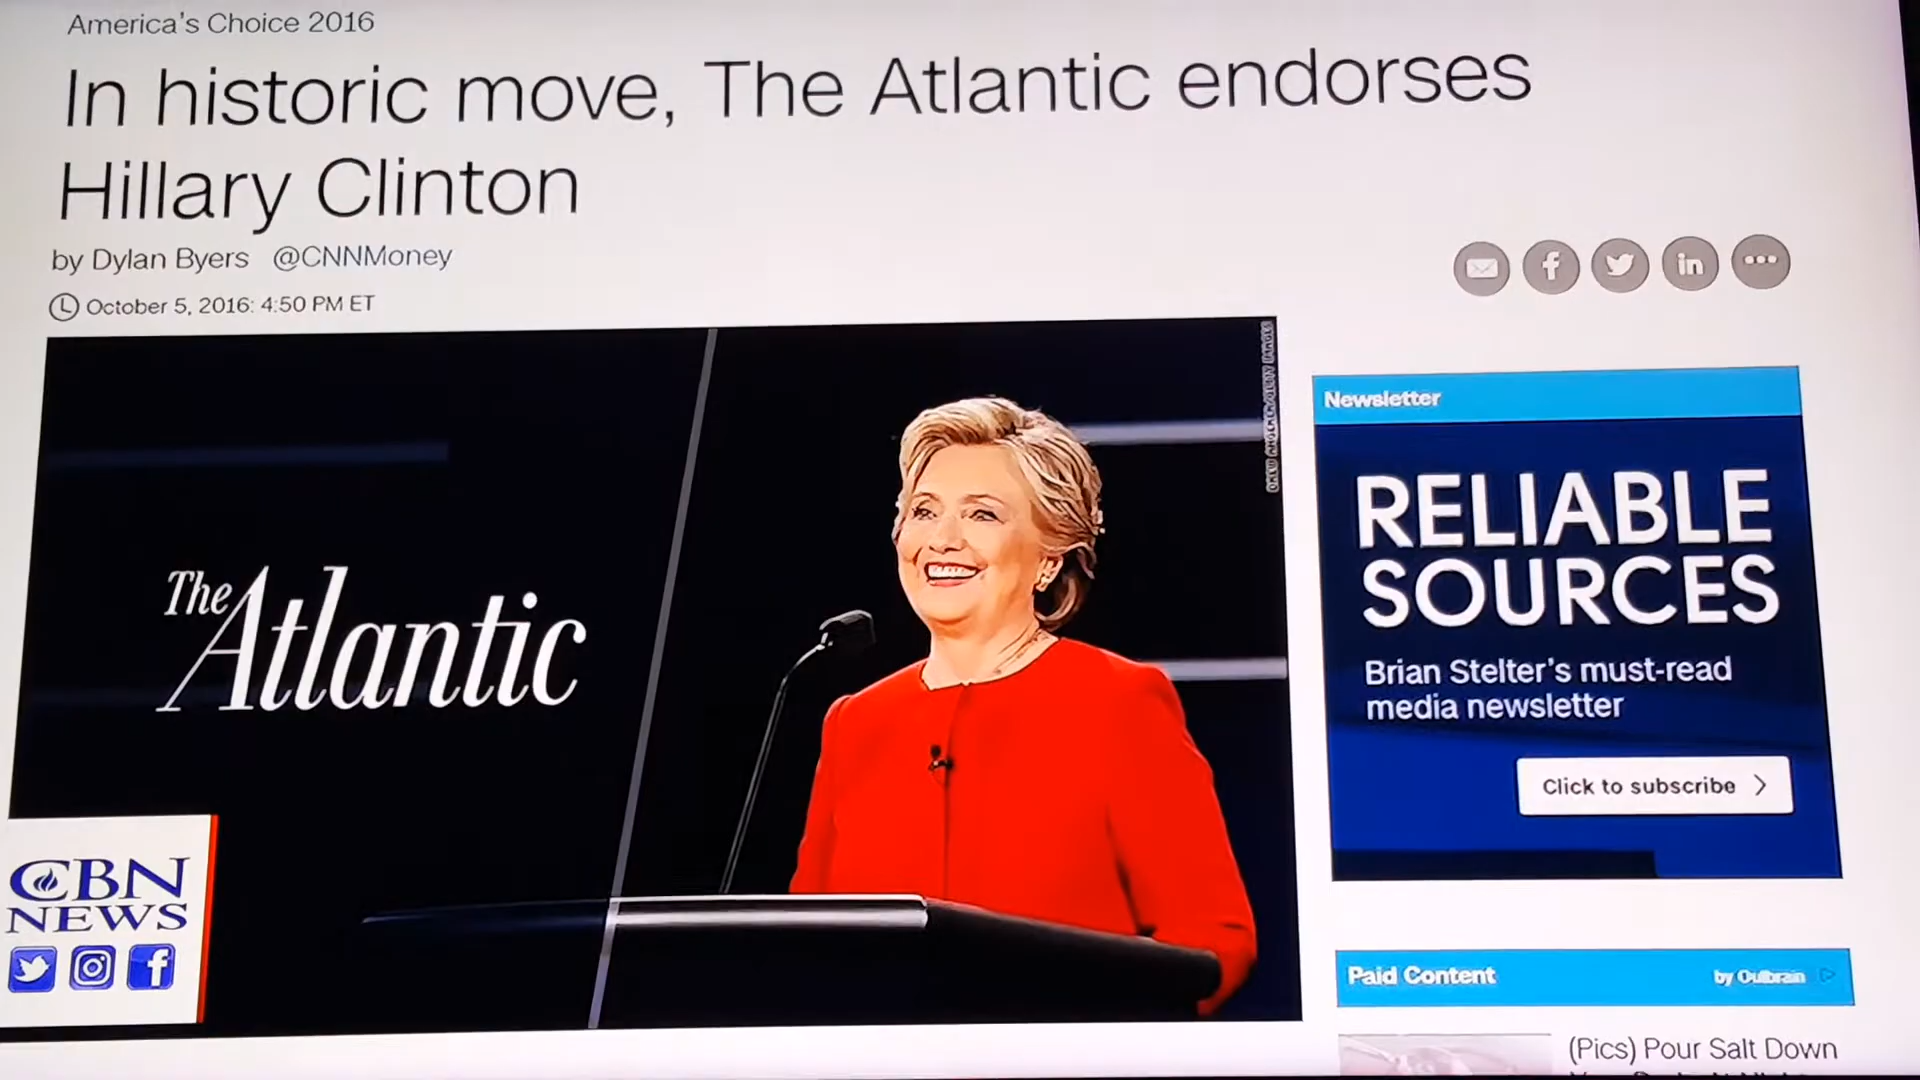 America's Choice 2016
In historic move, The Atlantic endorses
Hillary Clinton
by Dylan Byers @CNNMoney
October 5, 2016: 4:50 PM ET
The Atlantic
Newsletter
RELIABLE
SOURCES
Brian Stelter's must-read
media newsletter
Click to subscribe
CBN
NEWS
Paid Content
by Outbrain
(Pics) Pour Salt Down